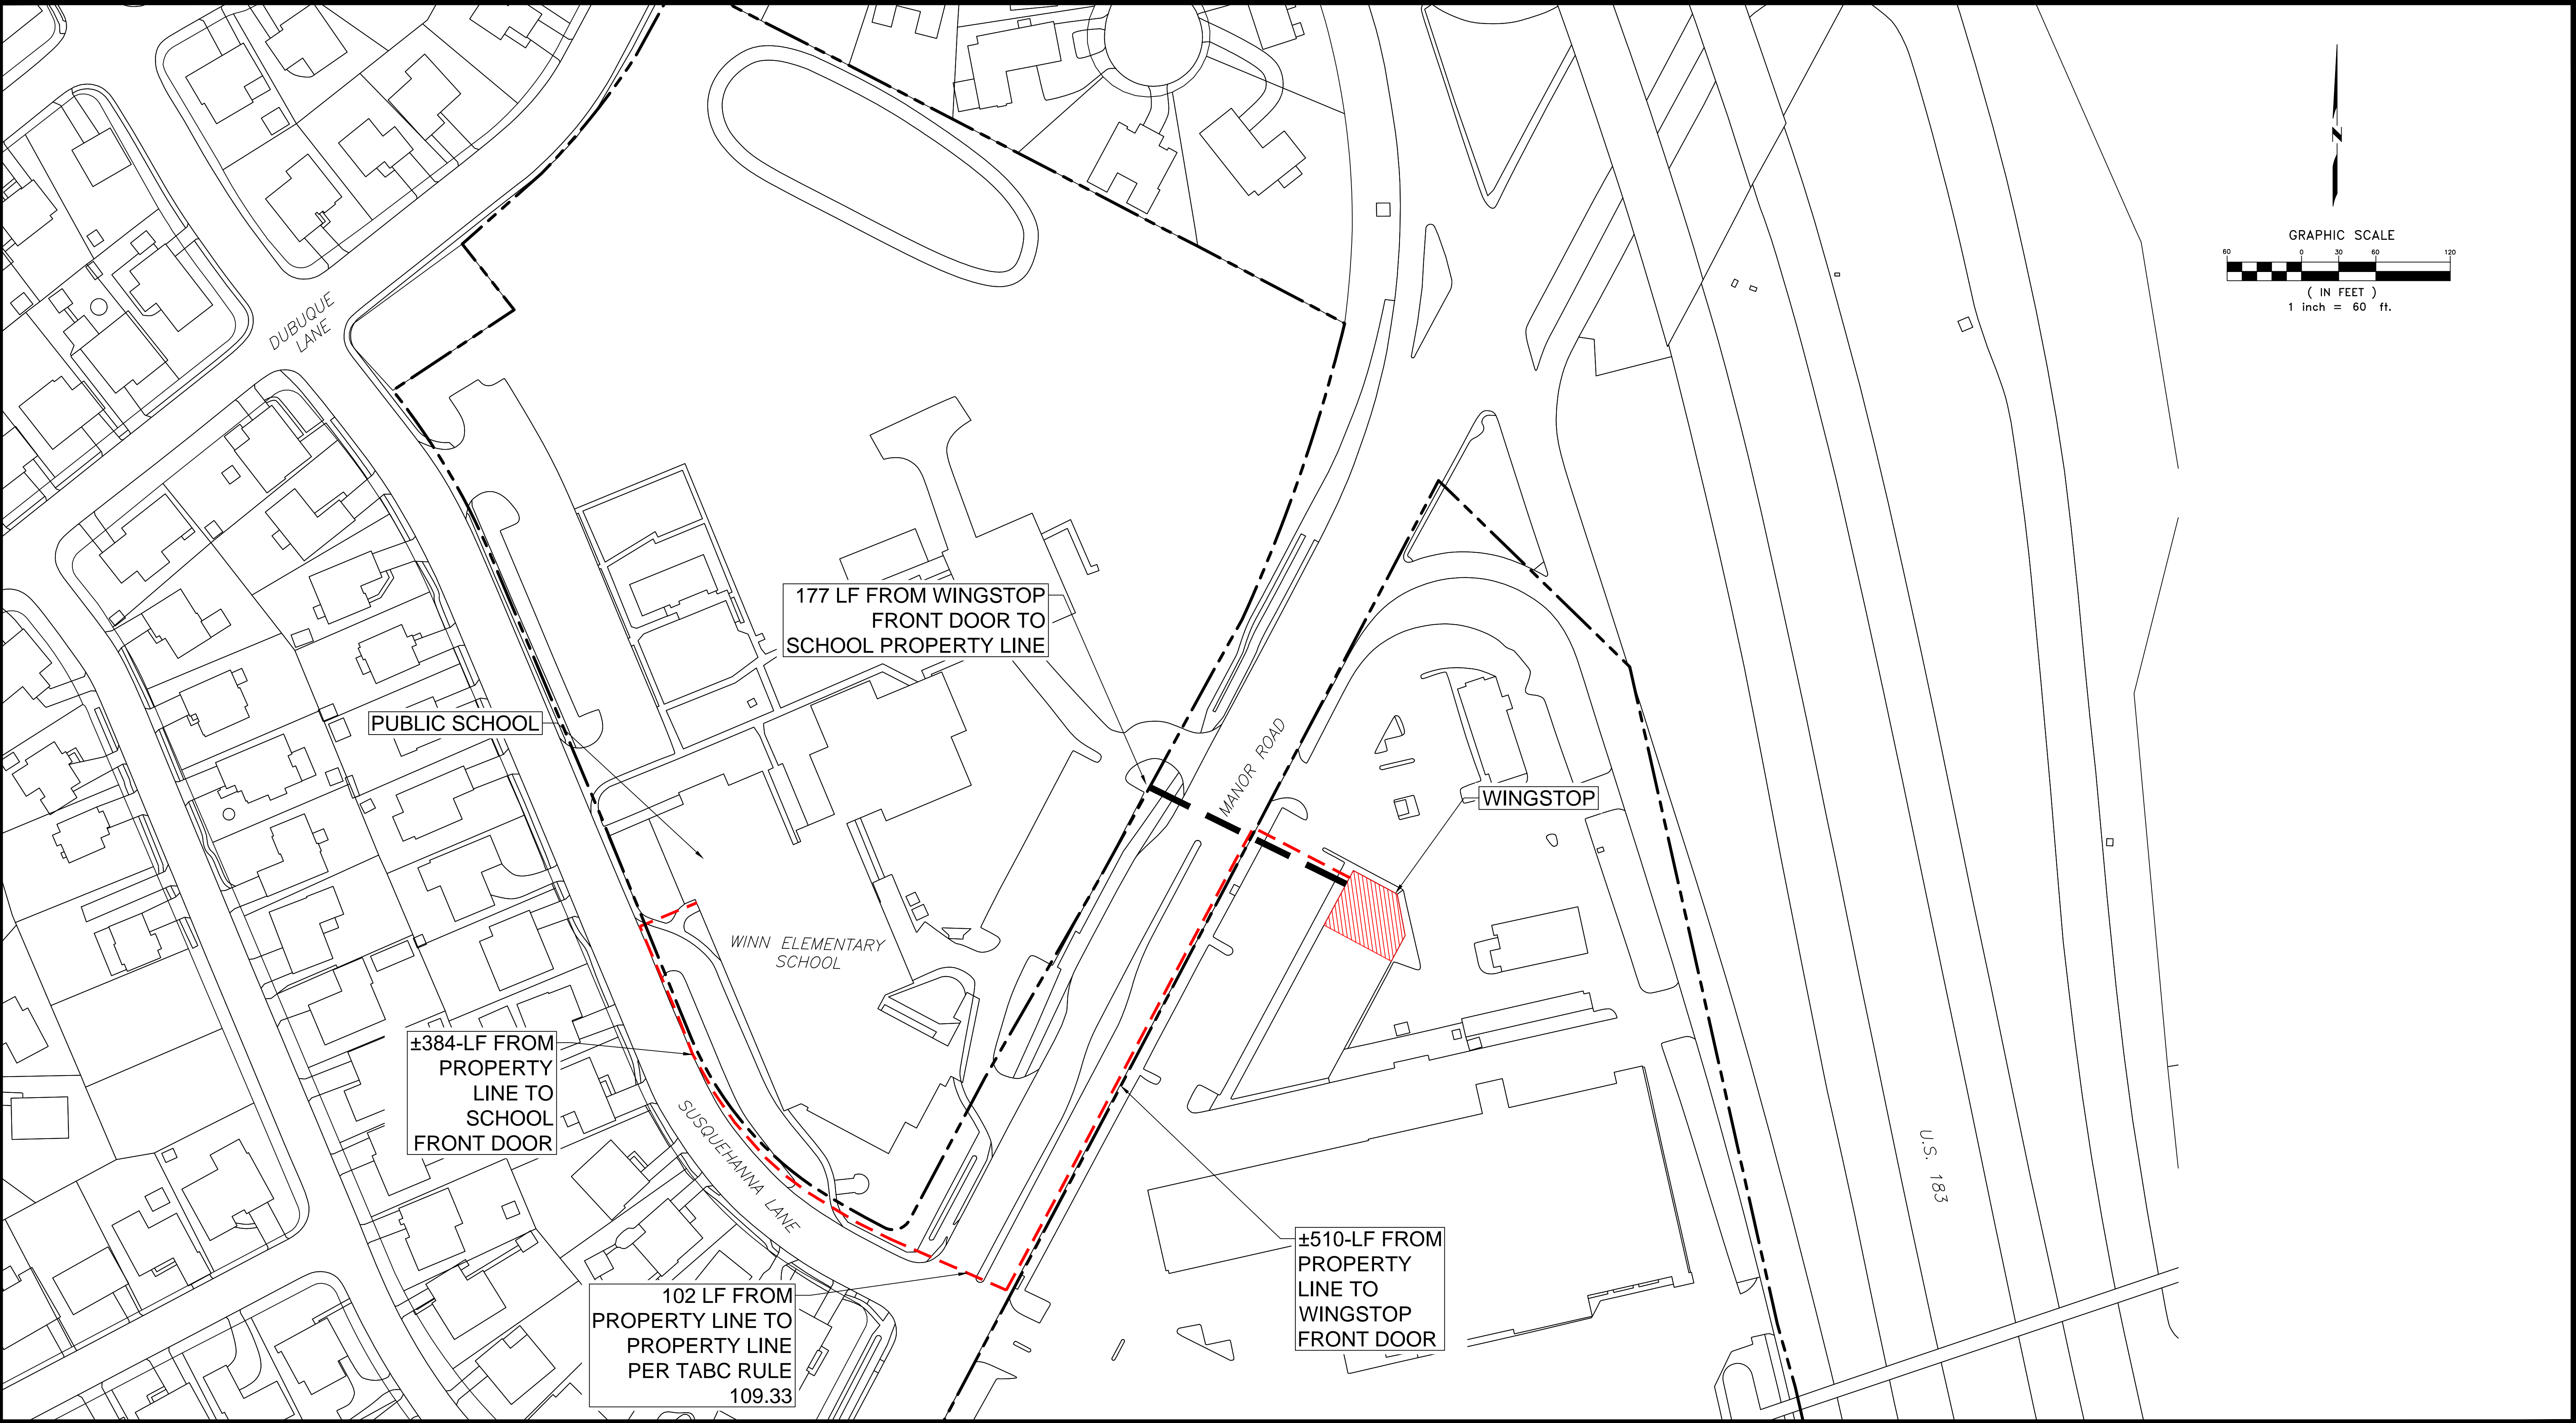 N
GRAPHIC SCALE
60 0 30 60 120
( IN FEET )
1 inch = 60 ft.
DUBUQUE
LANE
177 LF FROM WINGSTOP
FRONT DOOR TO
SCHOOL PROPERTY LINE
PUBLIC SCHOOL
MANOR ROAD
WINGSTOP
WINN ELEMENTARY
SCHOOL
±384-LF FROM
PROPERTY
LINE TO
SCHOOL
FRONT DOOR
SUSQUEHANNA LANE
U.S. 183
±510-LF FROM
PROPERTY
LINE TO
WINGSTOP
FRONT DOOR
102 LF FROM
PROPERTY LINE TO
PROPERTY LINE
PER TABC RULE
109.33